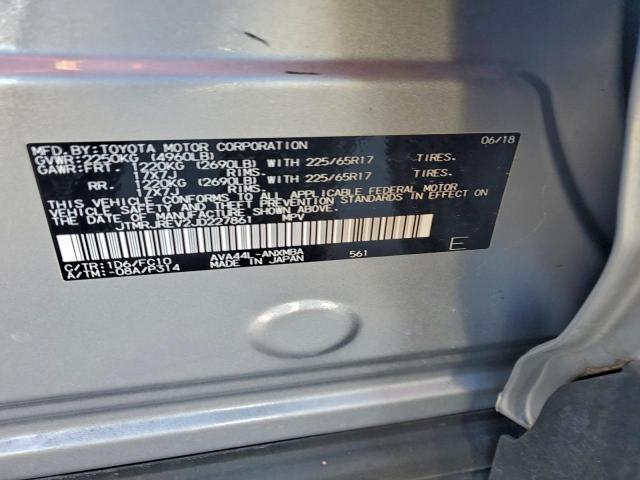 MFD.BY:TOYOTA MOTOR CORPORATION 06/18
GVWR:2250KG (4960LB)
GAWR:FRT. 1220KG (2690LB) WITH 225/65R17 TIRES.
17X7J RIMS.
RR. 1220KG (2690LB) WITH 225/65R17 TIRES.
17X7J RIMS.
THIS VEHICLE CONFORMS TO ALL APPLICABLE FEDERAL MOTOR
VEHICLE SAFETY AND THEFT PREVENTION STANDARDS IN EFFECT ON
THE DATE OF MANUFACTURE SHOWN ABOVE.
JTMRJREV2JD227861 MPV
C/TR:1D6/FC10 AVA44L-ANXMBA 561 E
A/TM:-08A/P314 MADE IN JAPAN